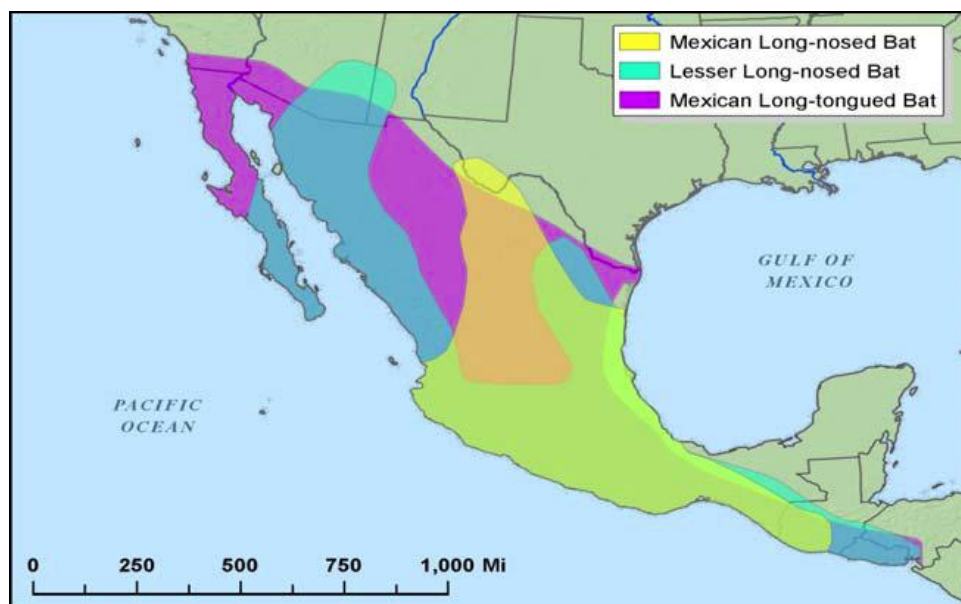 Mexican Long-nosed Bat
Lesser Long-nosed Bat
Mexican Long-tongued Bat
GULF OF
MEXICO
PACIFIC
OCEAN
0 250 500 750 1,000 Mi